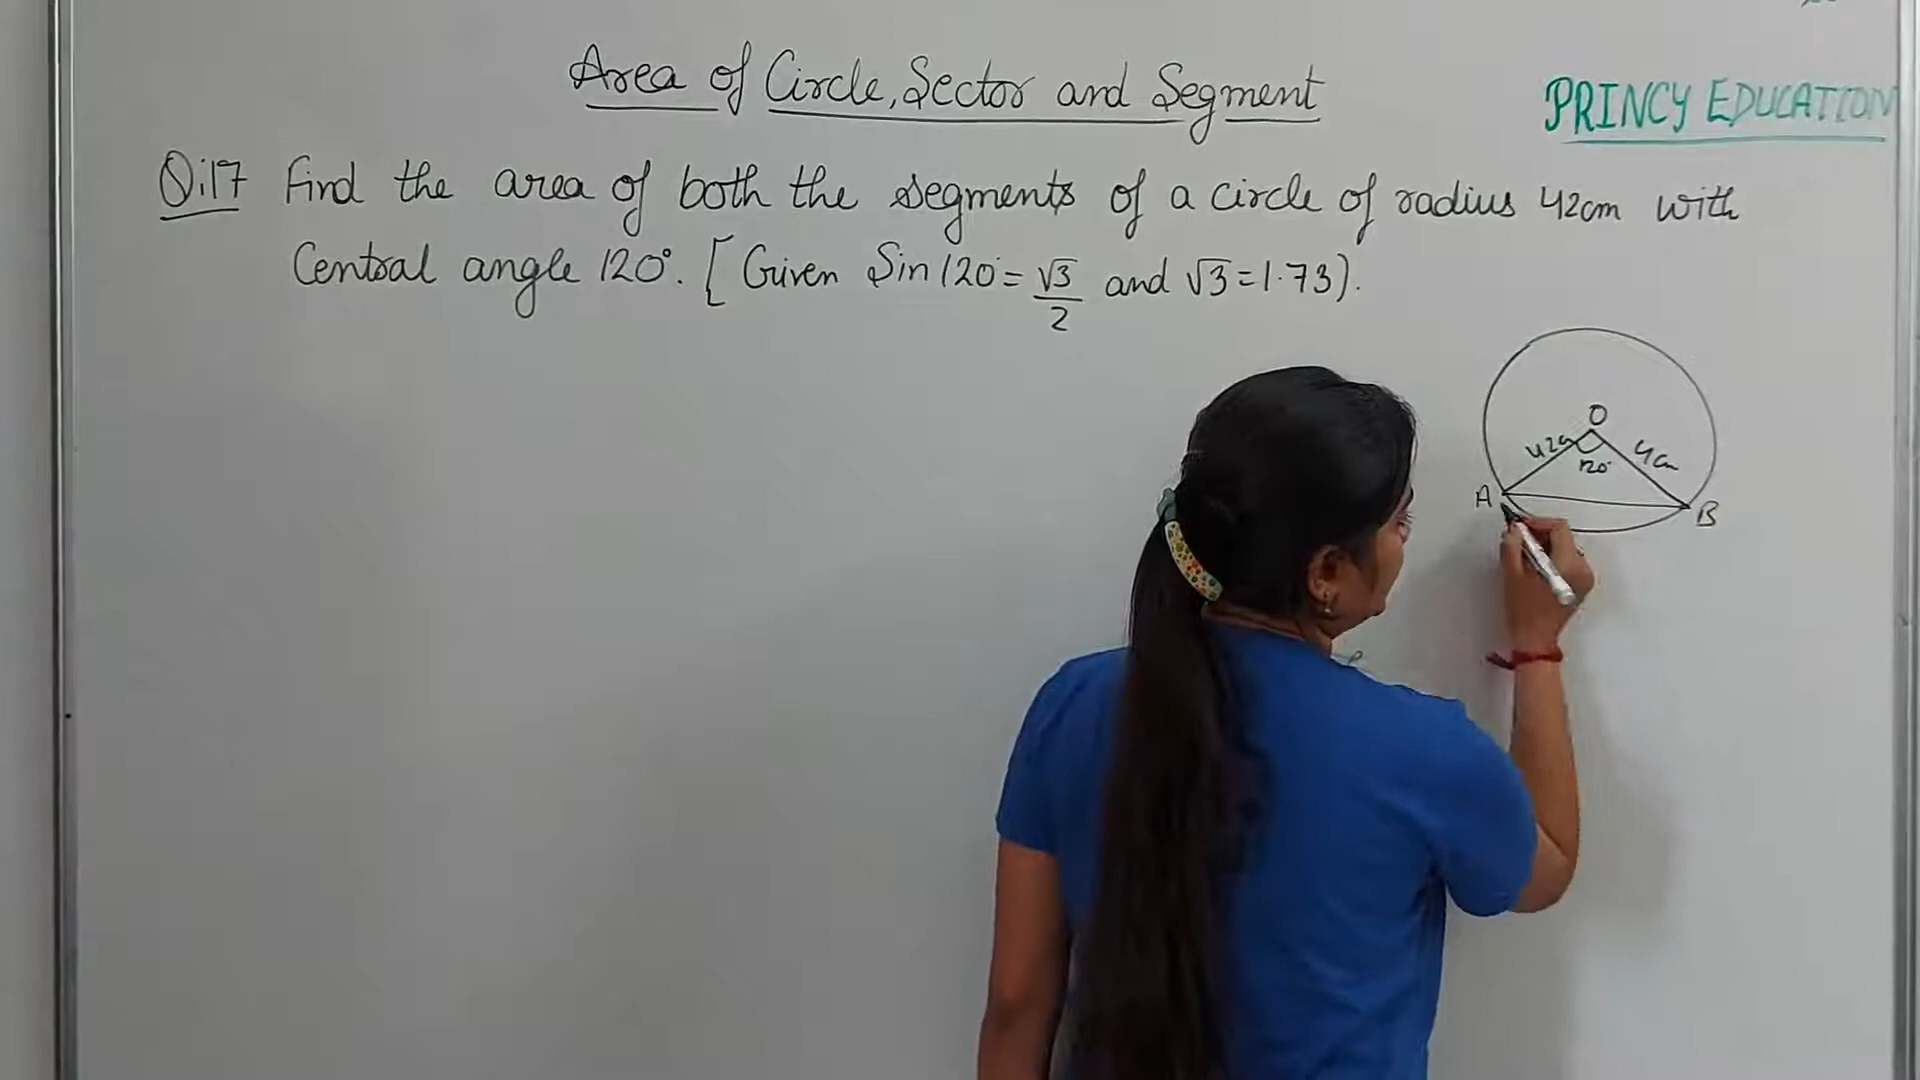 Area of Circle, Sector and Segment
PRINCY EDUCATION
Q:17 Find the area of both the segments of a circle of radius 42cm with
Central angle 120°. [Given Sin 120° = √3/2 and √3 = 1.73).
O
42cm
120°
4cm
A
B